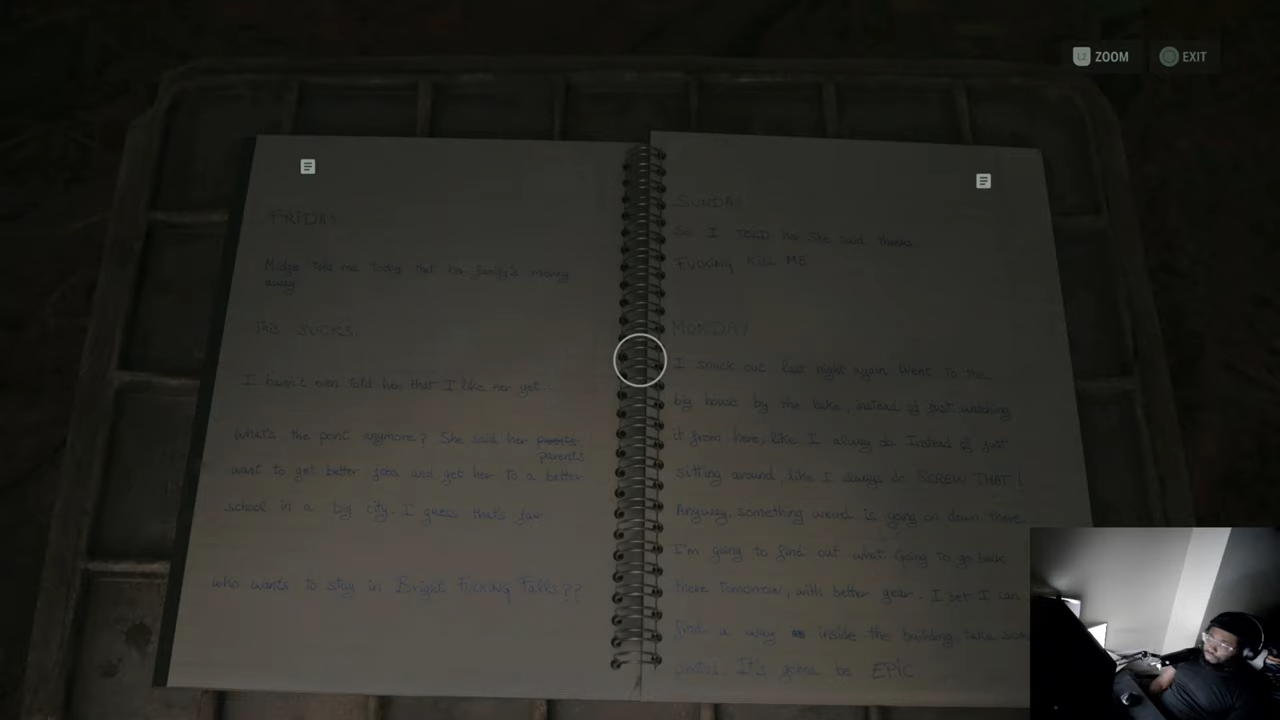 L2 ZOOM EXIT
FRIDAY
Midge told me today that her family's moving
away.
This SUCKS.
I haven't even told her that I like her yet.
What's the point anymore? She said her
parents
want to get better jobs and get her to a better
school in a big city. I guess that's fair
who wants to stay in Bright FUCKING Falls??
SUNDAY
So I TOLD her. She said thanks.
FUCKING KILL ME
MONDAY
I snuck out last night again. Went to the
big house by the lake, instead of just watching
it from here, like I always do. Instead of just
sitting around, like I always do. SCREW THAT!
Anyway, something weird is going on down there.
I'm going to find out what. Going to go back
there tomorrow, with better gear. I bet I can
find a way inside the building, take some
photos. It's gonna be EPIC